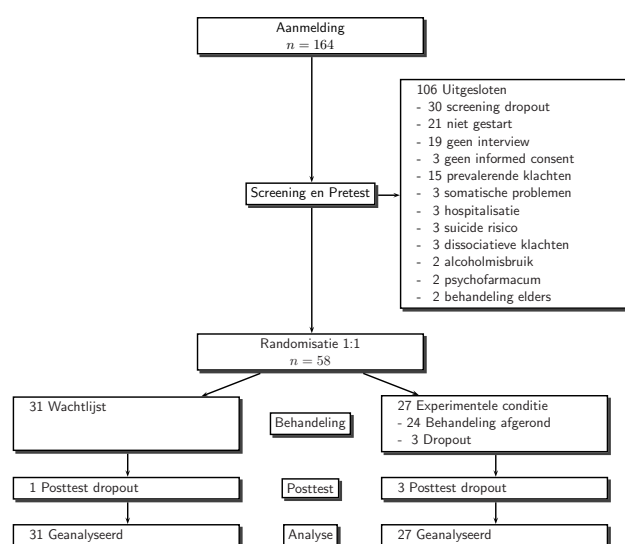 Aanmelding
n = 164
106 Uitgesloten
- 30 screening dropout
- 21 niet gestart
- 19 geen interview
- 3 geen informed consent
- 15 prevalerende klachten
- 3 somatische problemen
- 3 hospitalisatie
- 3 suicide risico
- 3 dissociatieve klachten
- 2 alcoholmisbruik
- 2 psychofarmacum
- 2 behandeling elders
Screening en Pretest
Randomisatie 1:1
n = 58
31 Wachtlijst
Behandeling
27 Experimentele conditie
- 24 Behandeling afgerond
- 3 Dropout
1 Posttest dropout
Posttest
3 Posttest dropout
31 Geanalyseerd
Analyse
27 Geanalyseerd